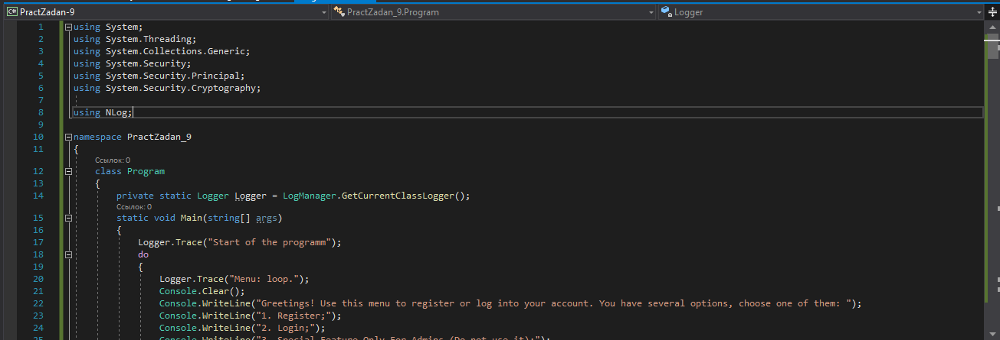 C# PractZadan-9
PractZadan_9.Program
Logger
1 using System;
2 using System.Threading;
3 using System.Collections.Generic;
4 using System.Security;
5 using System.Security.Principal;
6 using System.Security.Cryptography;
7
8 using NLog;
9
10 namespace PractZadan_9
11 {
Ссылок: 0
12 class Program
13 {
14 private static Logger Logger = LogManager.GetCurrentClassLogger();
Ссылок: 0
15 static void Main(string[] args)
16 {
17 Logger.Trace("Start of the programm");
18 do
19 {
20 Logger.Trace("Menu: loop.");
21 Console.Clear();
22 Console.WriteLine("Greetings! Use this menu to register or log into your account. You have several options, choose one of them: ");
23 Console.WriteLine("1. Register;");
24 Console.WriteLine("2. Login;");
25 Console.WriteLine("3. Special Feature Only For Admins (Do not use it);");